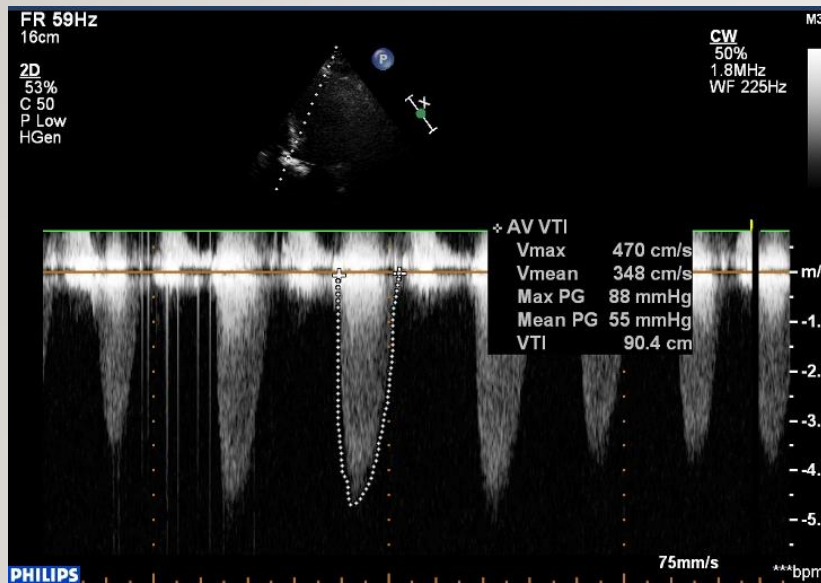 FR 59Hz
16cm
2D
53%
C 50
P Low
HGen
P
x
M3
CW
50%
1.8MHz
WF 225Hz
AV VTI
Vmax 470 cm/s
Vmean 348 cm/s
Max PG 88 mmHg
Mean PG 55 mmHg
VTI 90.4 cm
m/
-1.
-2.
-3.
-4.
-5.
75mm/s
***bpm
PHILIPS